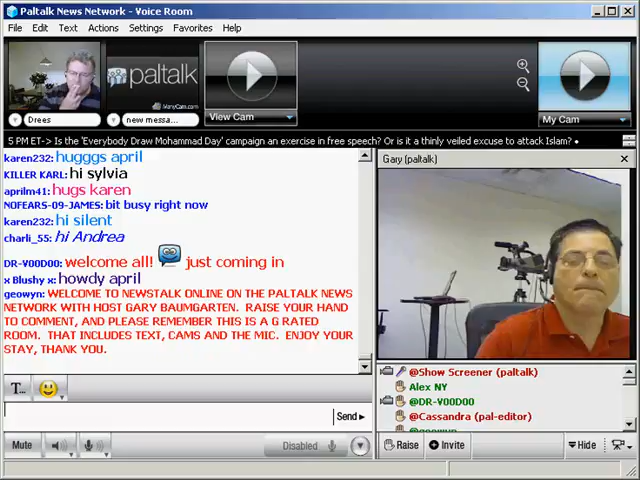 Paltalk News Network - Voice Room
File Edit Text Actions Settings Favorites Help
paltalk
ManyCam.com
Drees
new messa...
View Cam
My Cam
5 PM ET-> Is the 'Everybody Draw Mohammad Day' campaign an exercise in free speech? Or is it a thinly veiled excuse to attack Islam? •
karen232: hugggs april
KILLER KARL: hi sylvia
aprilm41: hugs karen
NOFEARS-09-JAMES: bit busy right now
karen232: hi silent
charli_55: hi Andrea
DR-V00D00: welcome all! just coming in
x Blushy x: howdy april
geowyn: WELCOME TO NEWSTALK ONLINE ON THE PALTALK NEWS
NETWORK WITH HOST GARY BAUMGARTEN. RAISE YOUR HAND
TO COMMENT, AND PLEASE REMEMBER THIS IS A G RATED
ROOM. THAT INCLUDES TEXT, CAMS AND THE MIC. ENJOY YOUR
STAY, THANK YOU.
T...
Send
Mute
Disabled
Gary (paltalk)
@Show Screener (paltalk)
Alex NY
@DR-V00D00
@Cassandra (pal-editor)
@geowyn
Raise Invite Hide